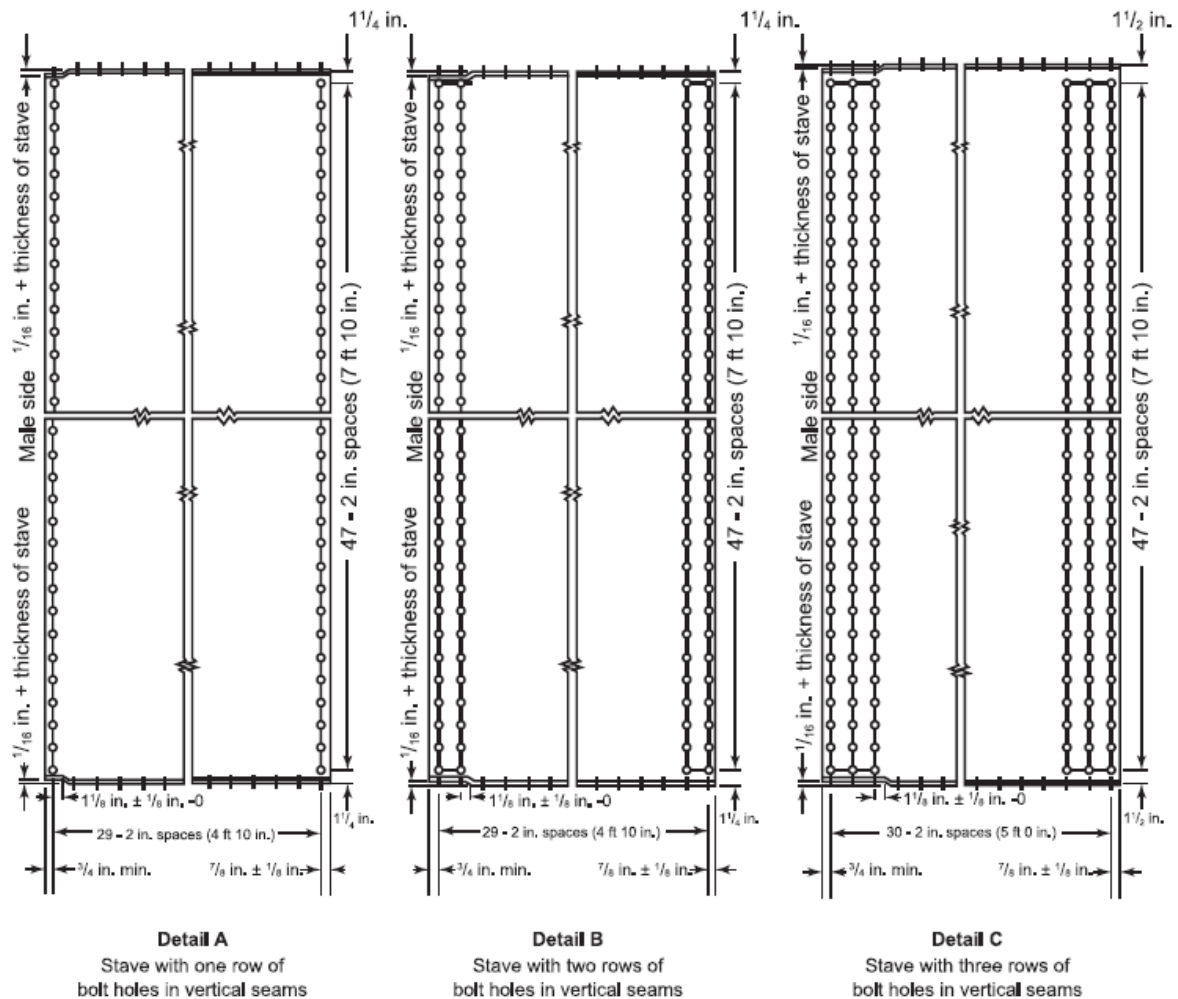 1 1/4 in.
1/16 in. + thickness of stave
Male side
1/16 in. + thickness of stave
47 - 2 in. spaces (7 ft 10 in.)
1 1/8 in. ± 1/8 in. -0
1 1/4 in.
29 - 2 in. spaces (4 ft 10 in.)
3/4 in. min.
7/8 in. ± 1/8 in.
Detail A
Stave with one row of
bolt holes in vertical seams
1 1/4 in.
1/16 in. + thickness of stave
Male side
1/16 in. + thickness of stave
47 - 2 in. spaces (7 ft 10 in.)
1 1/8 in. ± 1/8 in. -0
1 1/4 in.
29 - 2 in. spaces (4 ft 10 in.)
3/4 in. min.
7/8 in. ± 1/8 in.
Detail B
Stave with two rows of
bolt holes in vertical seams
1 1/2 in.
1/16 in. + thickness of stave
Male side
1/16 in. + thickness of stave
47 - 2 in. spaces (7 ft 10 in.)
1 1/8 in. ± 1/8 in. -0
1 1/2 in.
30 - 2 in. spaces (5 ft 0 in.)
3/4 in. min.
7/8 in. ± 1/8 in.
Detail C
Stave with three rows of
bolt holes in vertical seams